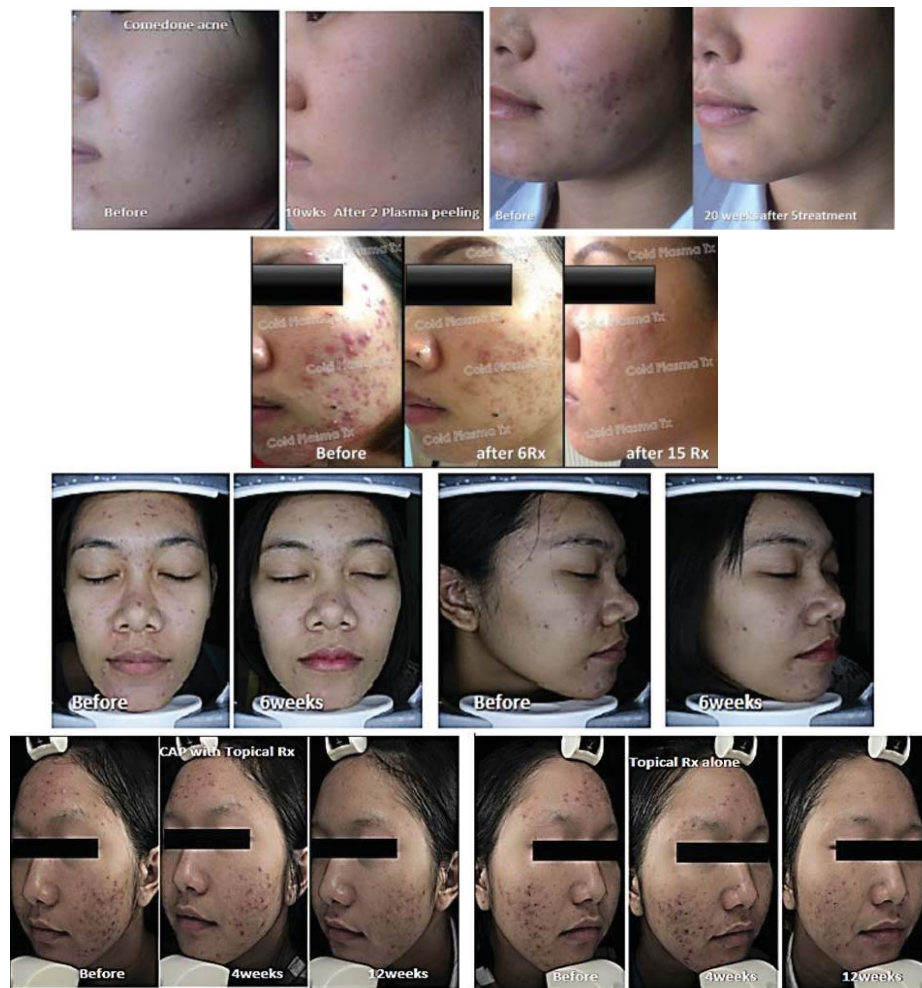 Comedone acne
Before
10wks After 2 Plasma peeling
Before
20 weeks after 5treatment
Cold Plasma Tx
Cold Plasma Tx
Cold Plasma Tx
Cold Plasma Tx
Cold Plasma Tx
Cold Plasma Tx
Cold Plasma Tx
Cold Plasma Tx
Cold Plasma Tx
Before
after 6Rx
after 15 Rx
Before
6weeks
Before
6weeks
CAP with Topical Rx
Before
4weeks
12weeks
Topical Rx alone
Before
4weeks
12weeks